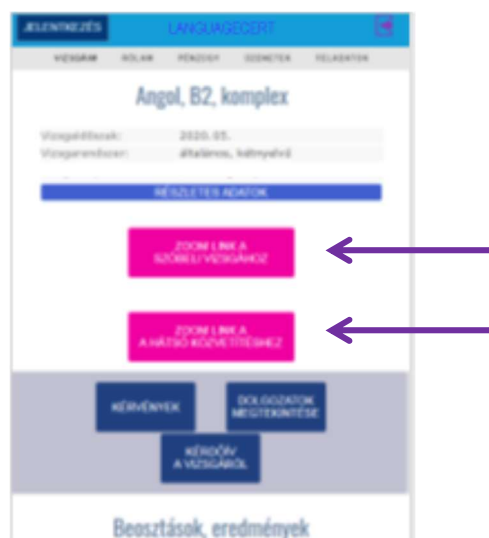 JELENTKEZÉS
LANGUAGECERT
VIZSGÁIM RÓLAM PÉNZÜGY ÜZENETEK FELADATOK
Angol, B2, komplex
Vizsgaidőszak: 2020.05.
Vizsgarendszer: általános, kétnyelvű
RÉSZLETES ADATOK
ZOOM LINK A
SZÓBELI VIZSGÁHOZ
ZOOM LINK A
A HÁTSÓ KÖZVETÍTÉSHEZ
KÉRVÉNYEK
DOLGOZATOK
MEGTEKINTÉSE
KÉRDŐÍV
A VIZSGÁRÓL
Beosztások, eredmények